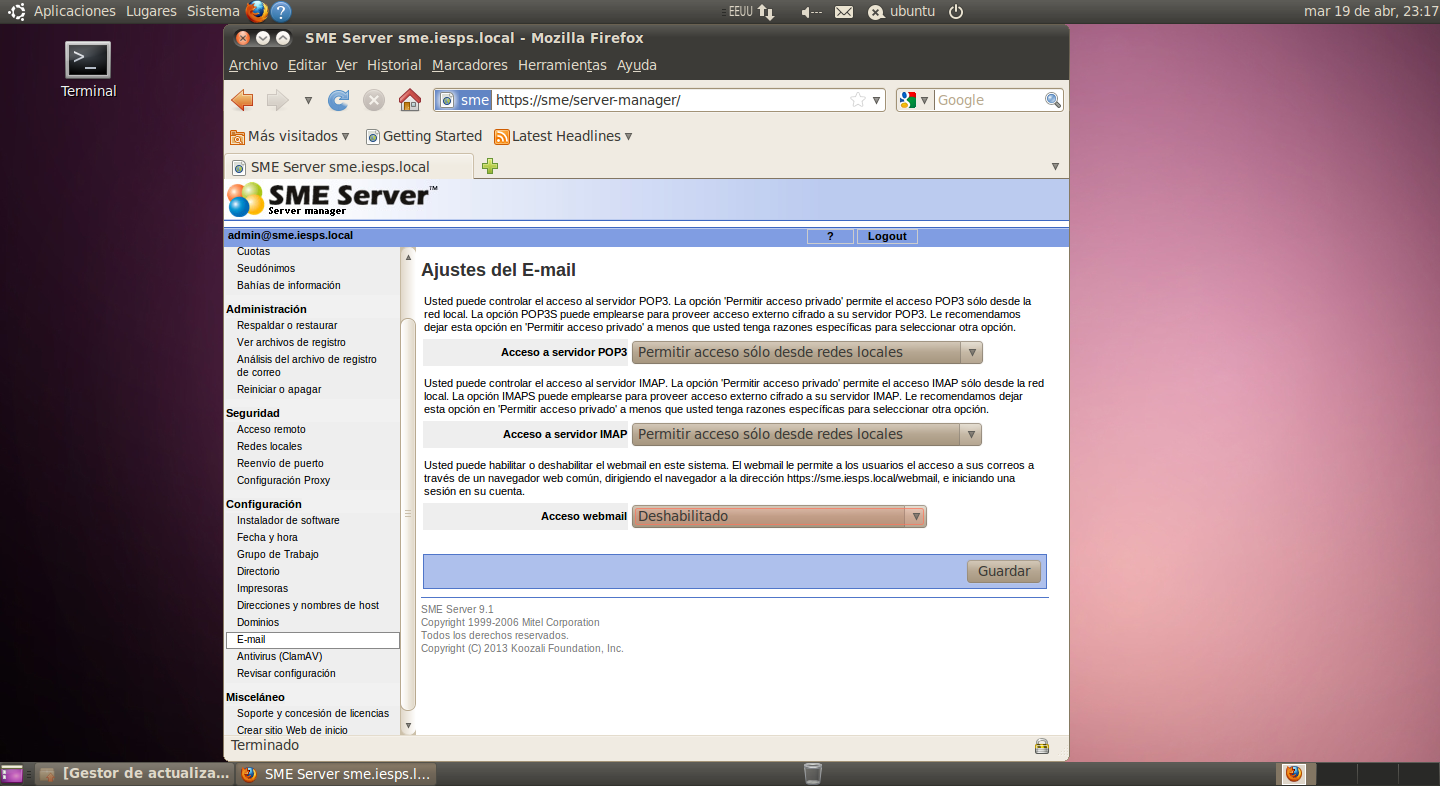 Aplicaciones Lugares Sistema
EEUU
ubuntu
mar 19 de abr, 23:17
Terminal
SME Server sme.iesps.local - Mozilla Firefox
Archivo Editar Ver Historial Marcadores Herramientas Ayuda
sme https://sme/server-manager/
Google
Más visitados Getting Started Latest Headlines
SME Server sme.iesps.local
SME Server™
Server manager
admin@sme.iesps.local
? Logout
Cuotas
Seudónimos
Bahías de información
Administración
Respaldar o restaurar
Ver archivos de registro
Análisis del archivo de registro
de correo
Reiniciar o apagar
Seguridad
Acceso remoto
Redes locales
Reenvío de puerto
Configuración Proxy
Configuración
Instalador de software
Fecha y hora
Grupo de Trabajo
Directorio
Impresoras
Direcciones y nombres de host
Dominios
E-mail
Antivirus (ClamAV)
Revisar configuración
Misceláneo
Soporte y concesión de licencias
Crear sitio Web de inicio
Ajustes del E-mail
Usted puede controlar el acceso al servidor POP3. La opción 'Permitir acceso privado' permite el acceso POP3 sólo desde la
red local. La opción POP3S puede emplearse para proveer acceso externo cifrado a su servidor POP3. Le recomendamos
dejar esta opción en 'Permitir acceso privado' a menos que usted tenga razones específicas para seleccionar otra opción.
Acceso a servidor POP3 Permitir acceso sólo desde redes locales
Usted puede controlar el acceso al servidor IMAP. La opción 'Permitir acceso privado' permite el acceso IMAP sólo desde la red
local. La opción IMAPS puede emplearse para proveer acceso externo cifrado a su servidor IMAP. Le recomendamos dejar
esta opción en 'Permitir acceso privado' a menos que usted tenga razones específicas para seleccionar otra opción.
Acceso a servidor IMAP Permitir acceso sólo desde redes locales
Usted puede habilitar o deshabilitar el webmail en este sistema. El webmail le permite a los usuarios el acceso a sus correos a
través de un navegador web común, dirigiendo el navegador a la dirección https://sme.iesps.local/webmail, e iniciando una
sesión en su cuenta.
Acceso webmail Deshabilitado
Guardar
SME Server 9.1
Copyright 1999-2006 Mitel Corporation
Todos los derechos reservados.
Copyright (C) 2013 Koozali Foundation, Inc.
Terminado
[Gestor de actualiza... SME Server sme.iesps.l...